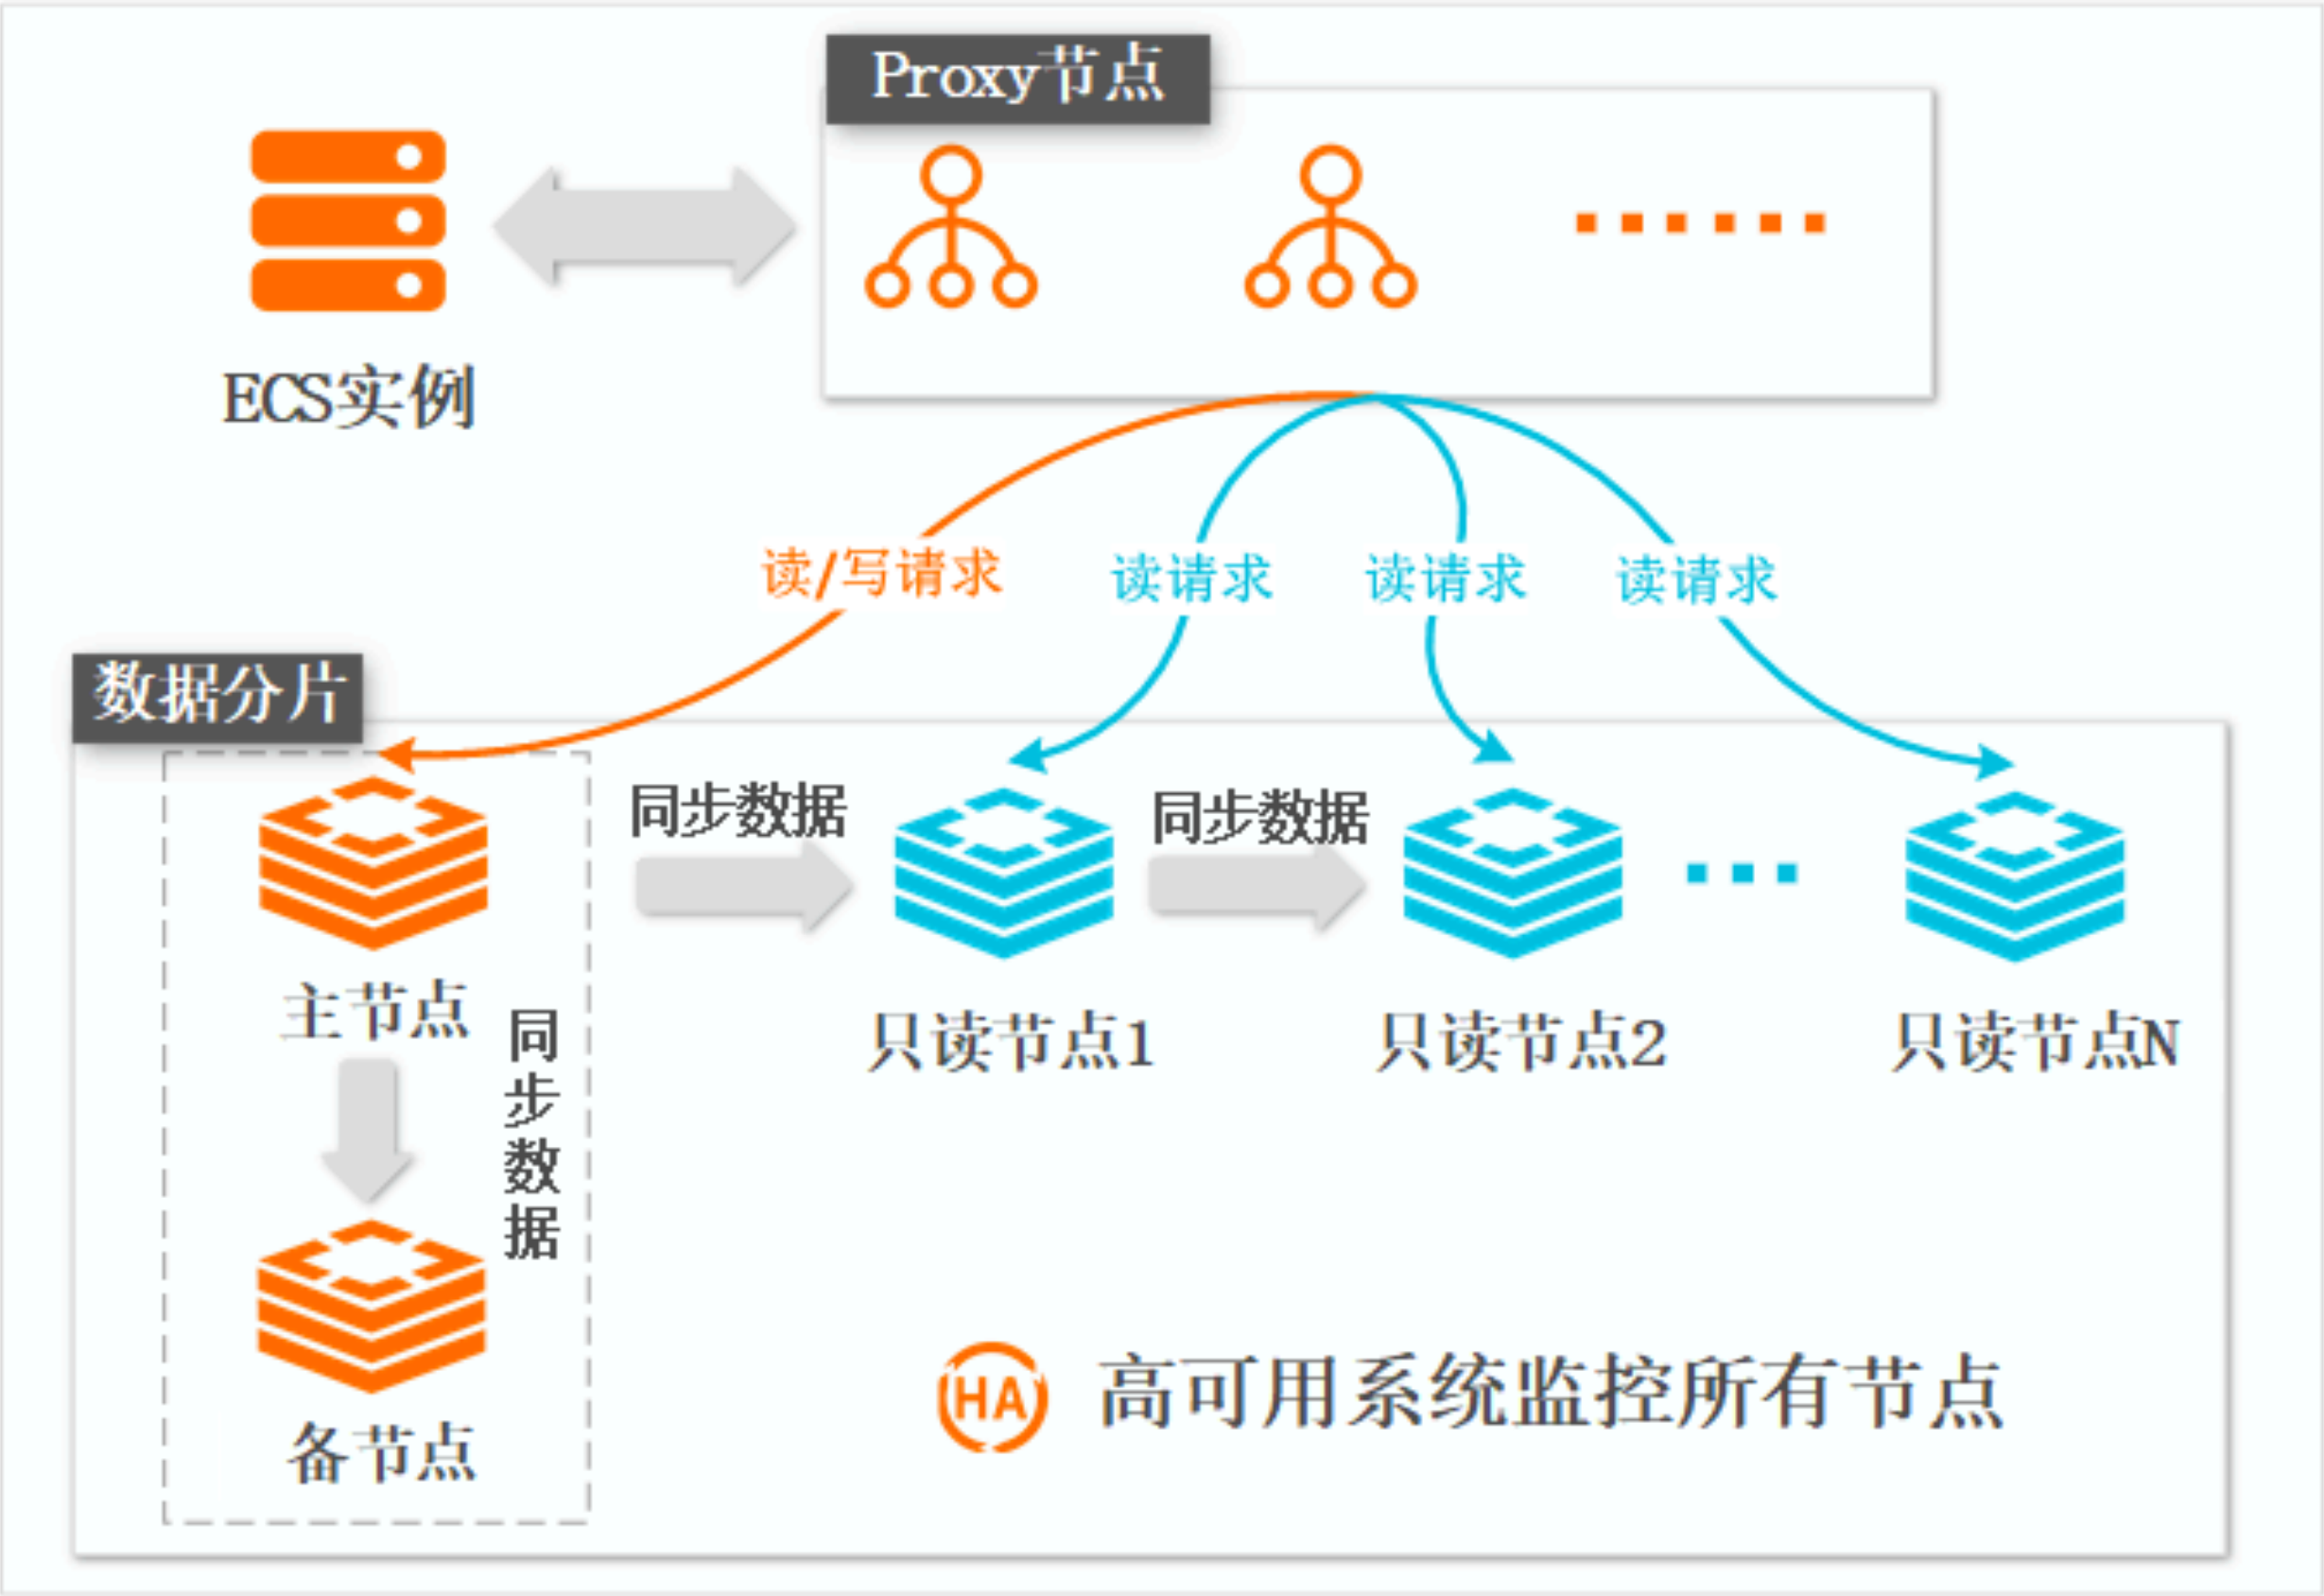 Proxy节点
ECS实例
读/写请求
读请求
读请求
读请求
数据分片
同步数据
同步数据
主节点
同步数据
只读节点1
只读节点2
只读节点N
备节点
HA
高可用系统监控所有节点